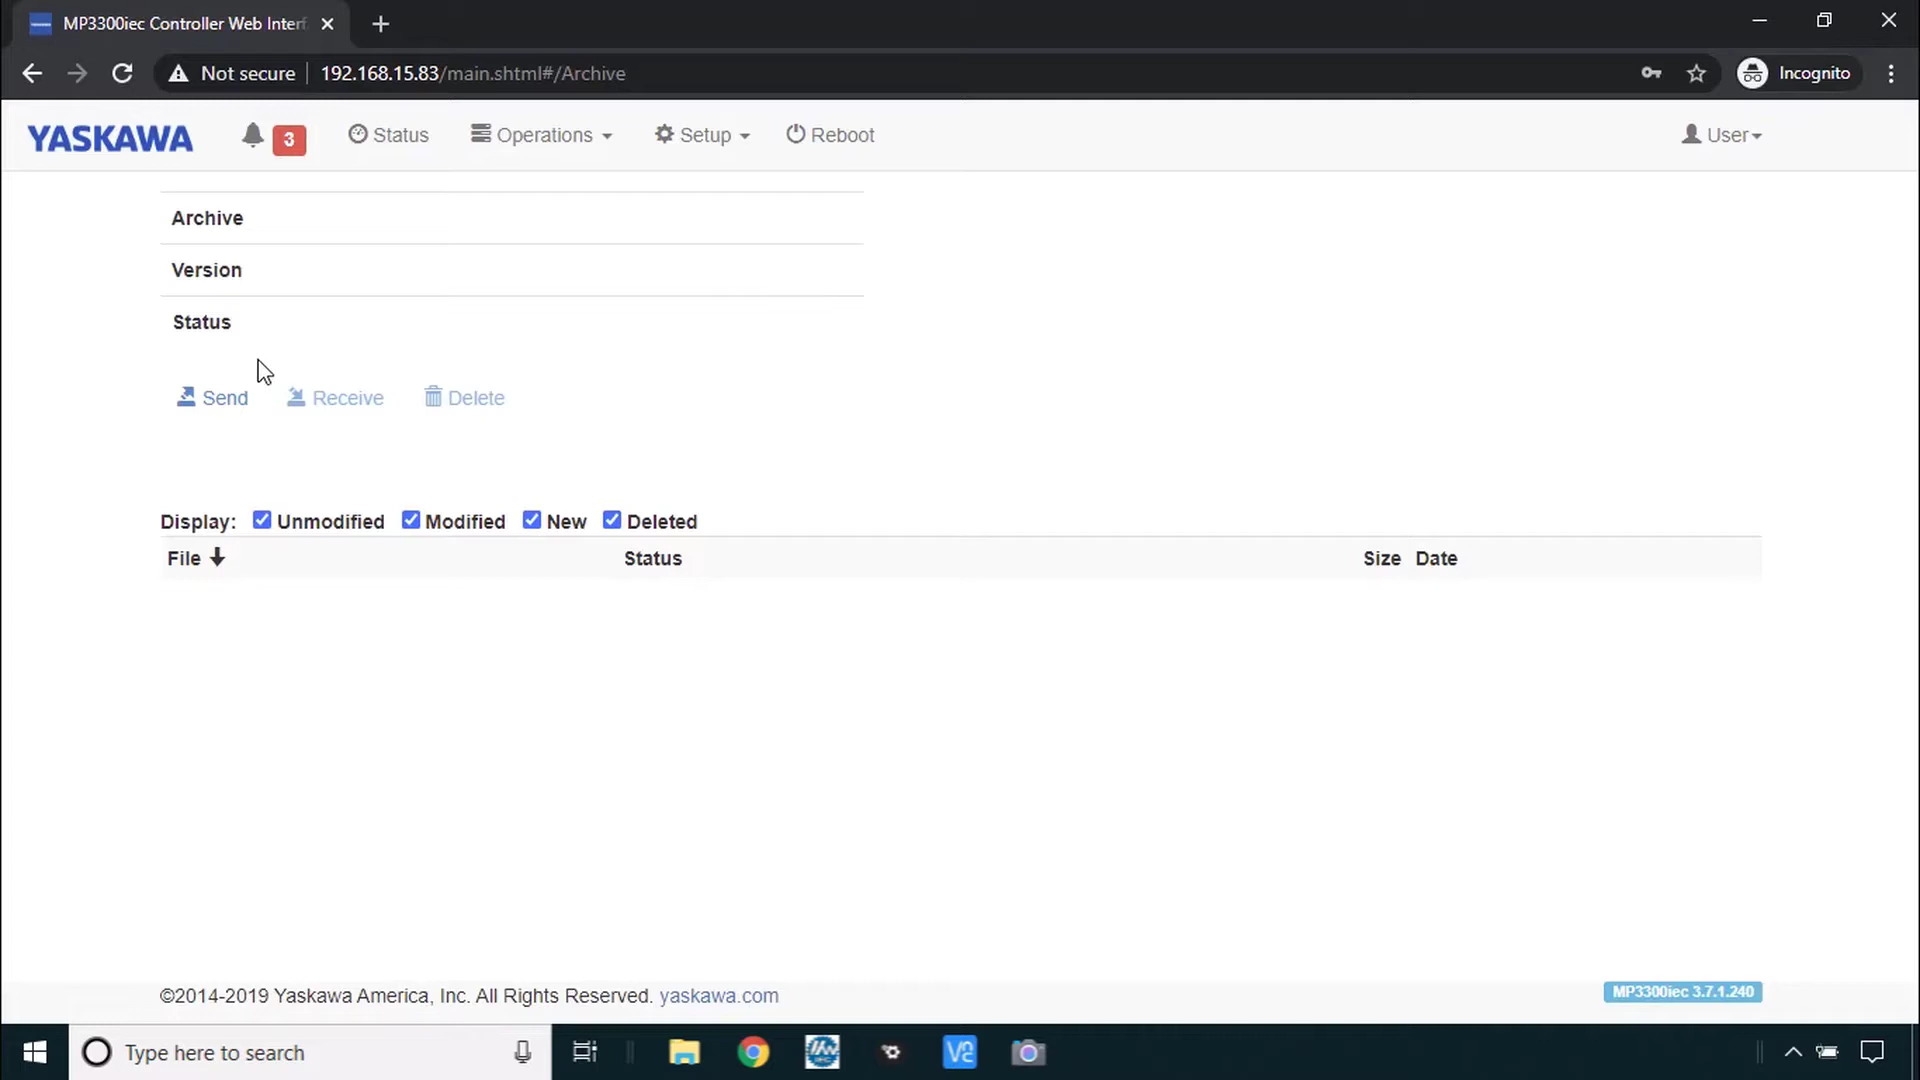 MP3300iec Controller Web Interf
Not secure 192.168.15.83/main.shtml#/Archive Incognito
YASKAWA 3 Status Operations Setup Reboot User
Archive
Version
Status
Send Receive Delete
Display: Unmodified Modified New Deleted
File Status Size Date
©2014-2019 Yaskawa America, Inc. All Rights Reserved. yaskawa.com MP3300iec 3.7.1.240
Type here to search